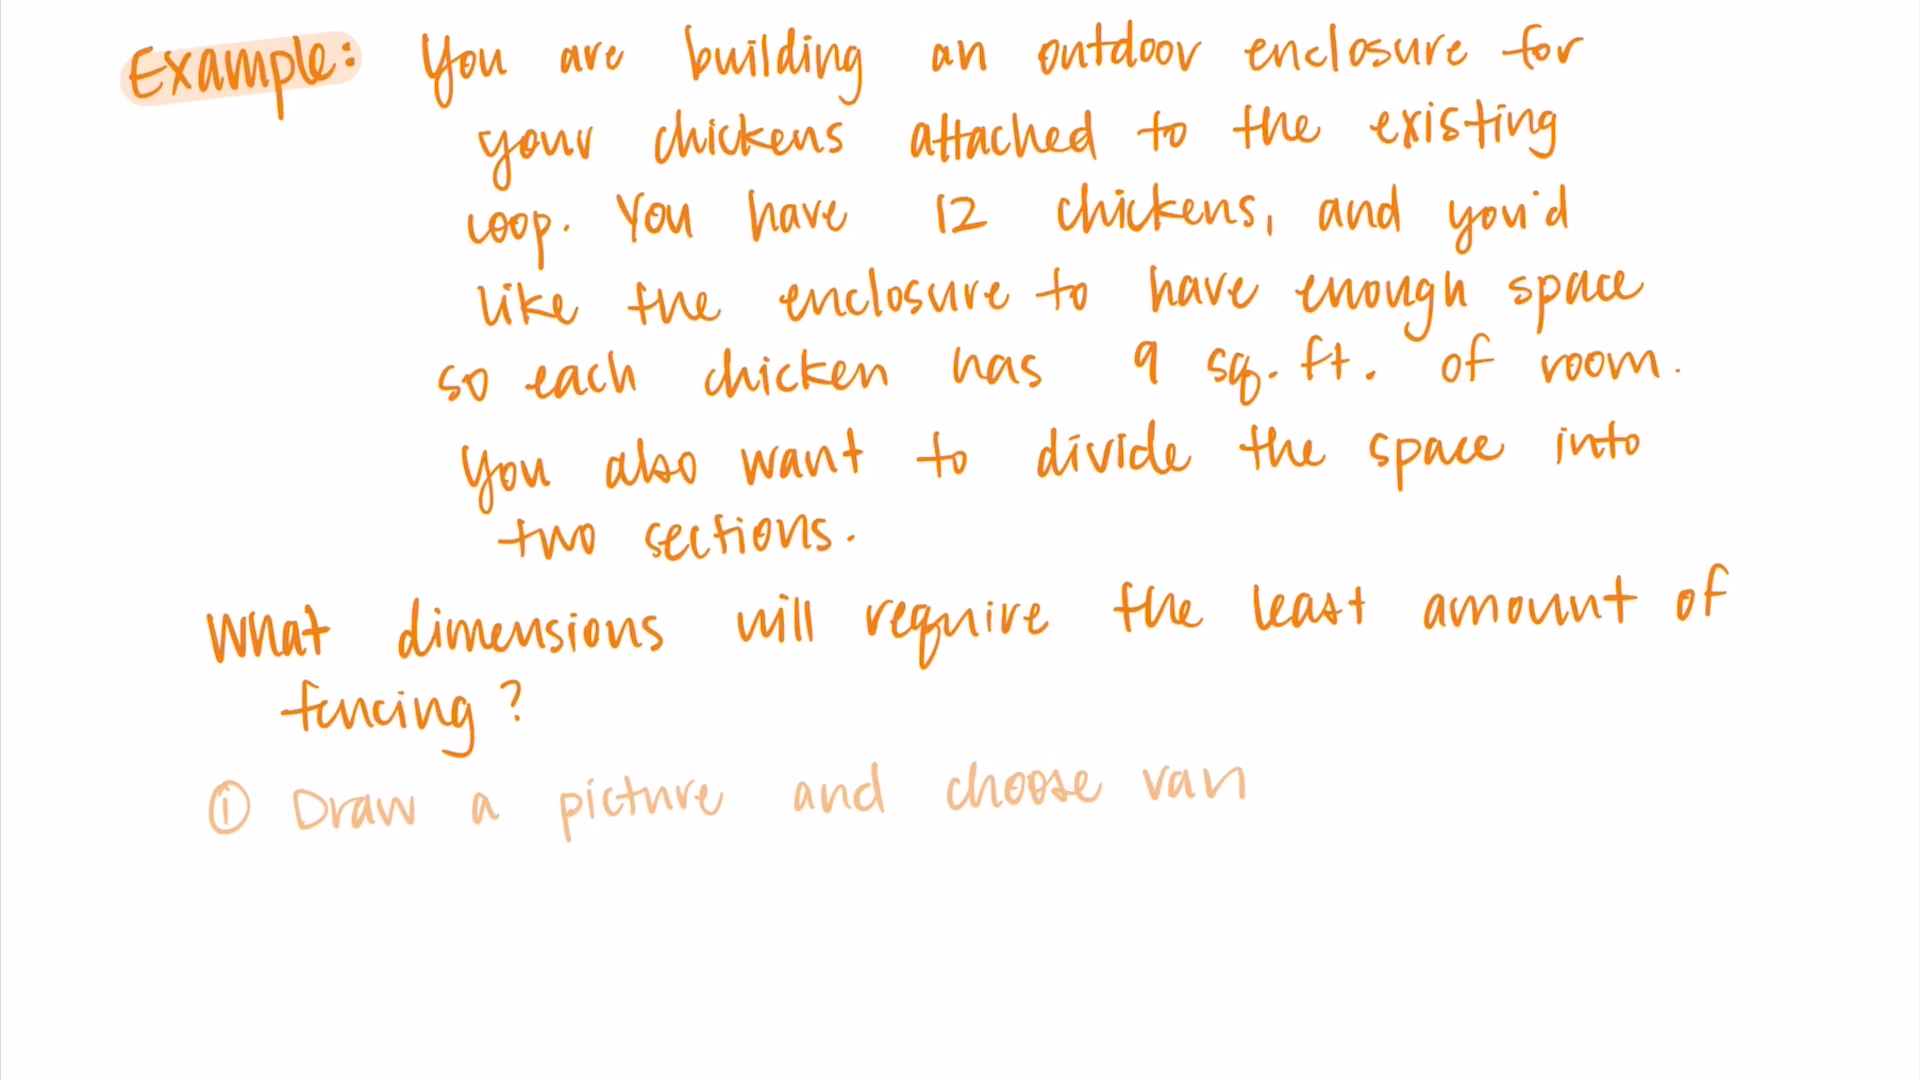 Example: You are building an outdoor enclosure for
your chickens attached to the existing
coop. You have 12 chickens, and you'd
like the enclosure to have enough space
so each chicken has 9 sq. ft. of room.
You also want to divide the space into
two sections.
What dimensions will require the least amount of
fencing?
① Draw a picture and choose vari